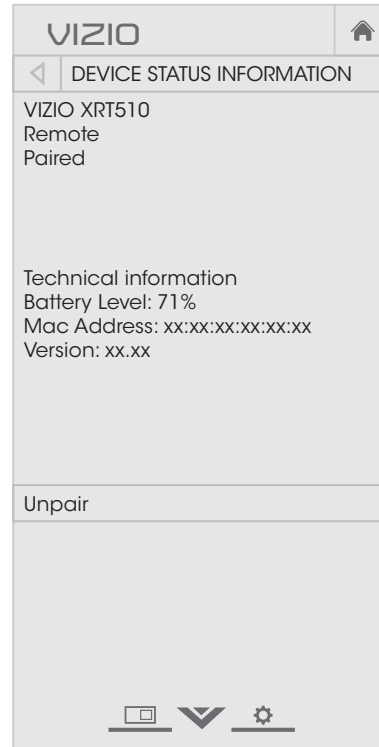 VIZIO
DEVICE STATUS INFORMATION
VIZIO XRT510
Remote
Paired
Technical information
Battery Level: 71%
Mac Address: xx:xx:xx:xx:xx:xx
Version: xx.xx
Unpair